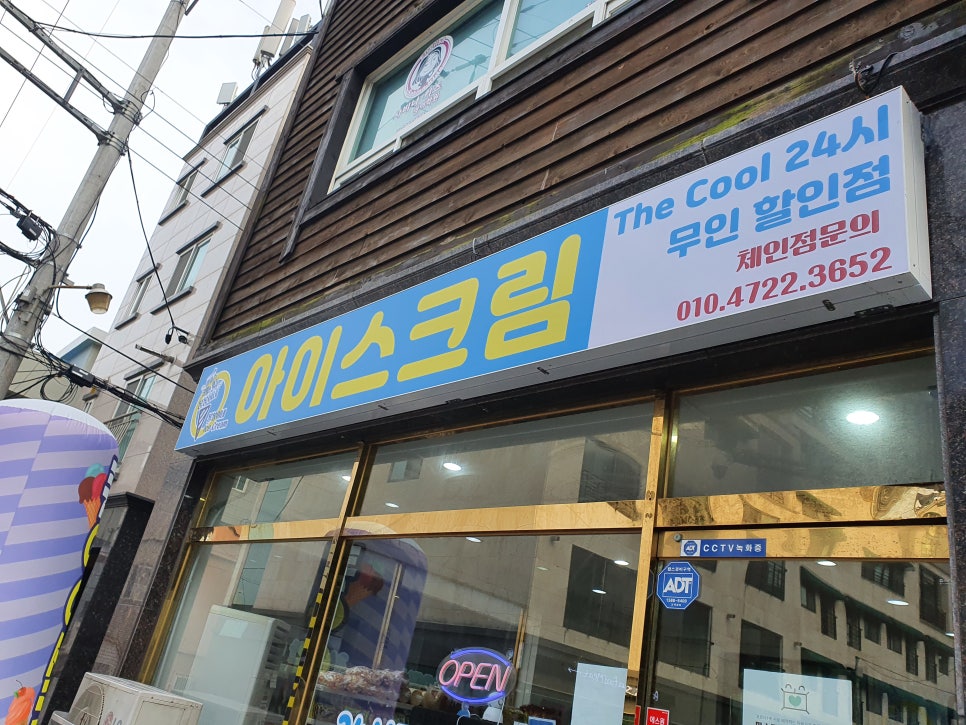 아이스크림
The Cool 24시
무인 할인점
체인점문의
010.4722.3652
ADT CCTV녹화중
ADT
OPEN